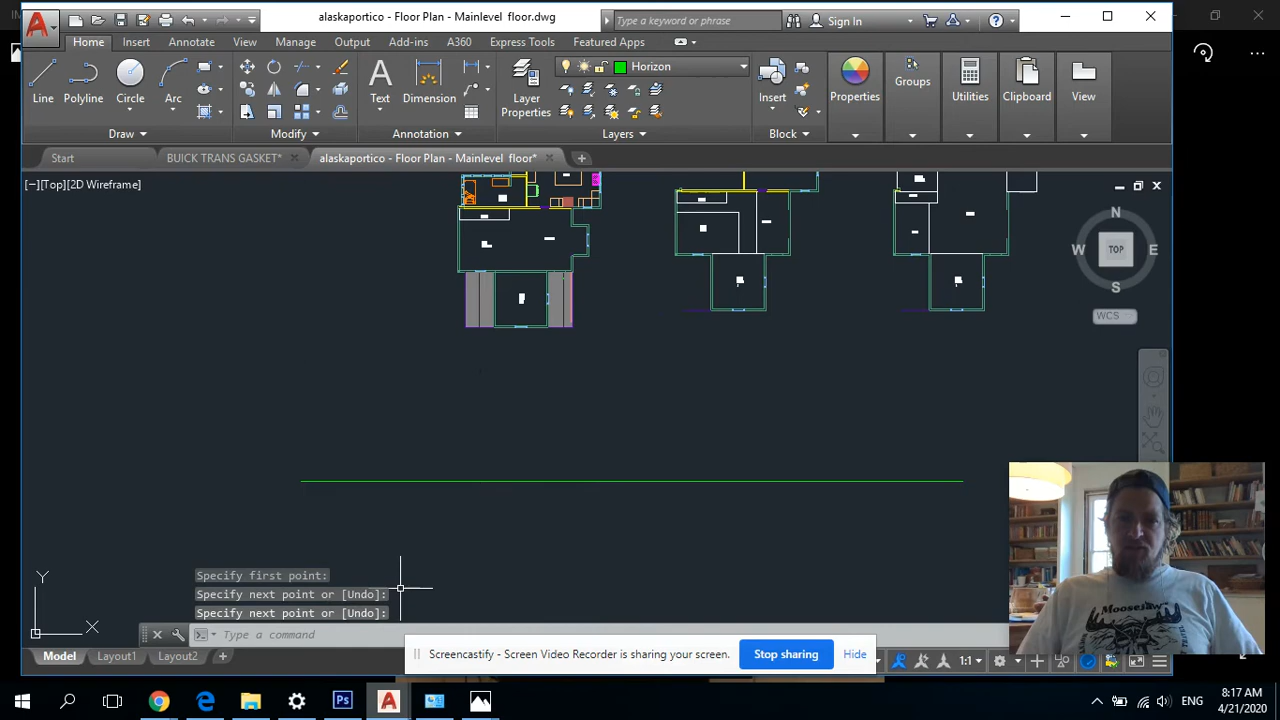 alaskaportico - Floor Plan - Mainlevel floor.dwg
Type a keyword or phrase
Sign In
Home Insert Annotate View Manage Output Add-ins A360 Express Tools Featured Apps
Horizon
Line Polyline Circle Arc
Text Dimension
Layer Properties
Insert
Properties Groups Utilities Clipboard View
Draw Modify Annotation Layers Block
Start BUICK TRANS GASKET* alaskaportico - Floor Plan - Mainlevel floor*
[−][Top][2D Wireframe]
N
W TOP E
S
WCS
Y
X
Specify first point:
Specify next point or [Undo]:
Specify next point or [Undo]:
Type a command
Screencastify - Screen Video Recorder is sharing your screen. Stop sharing Hide
Model Layout1 Layout2
1:1
ENG
8:17 AM
4/21/2020